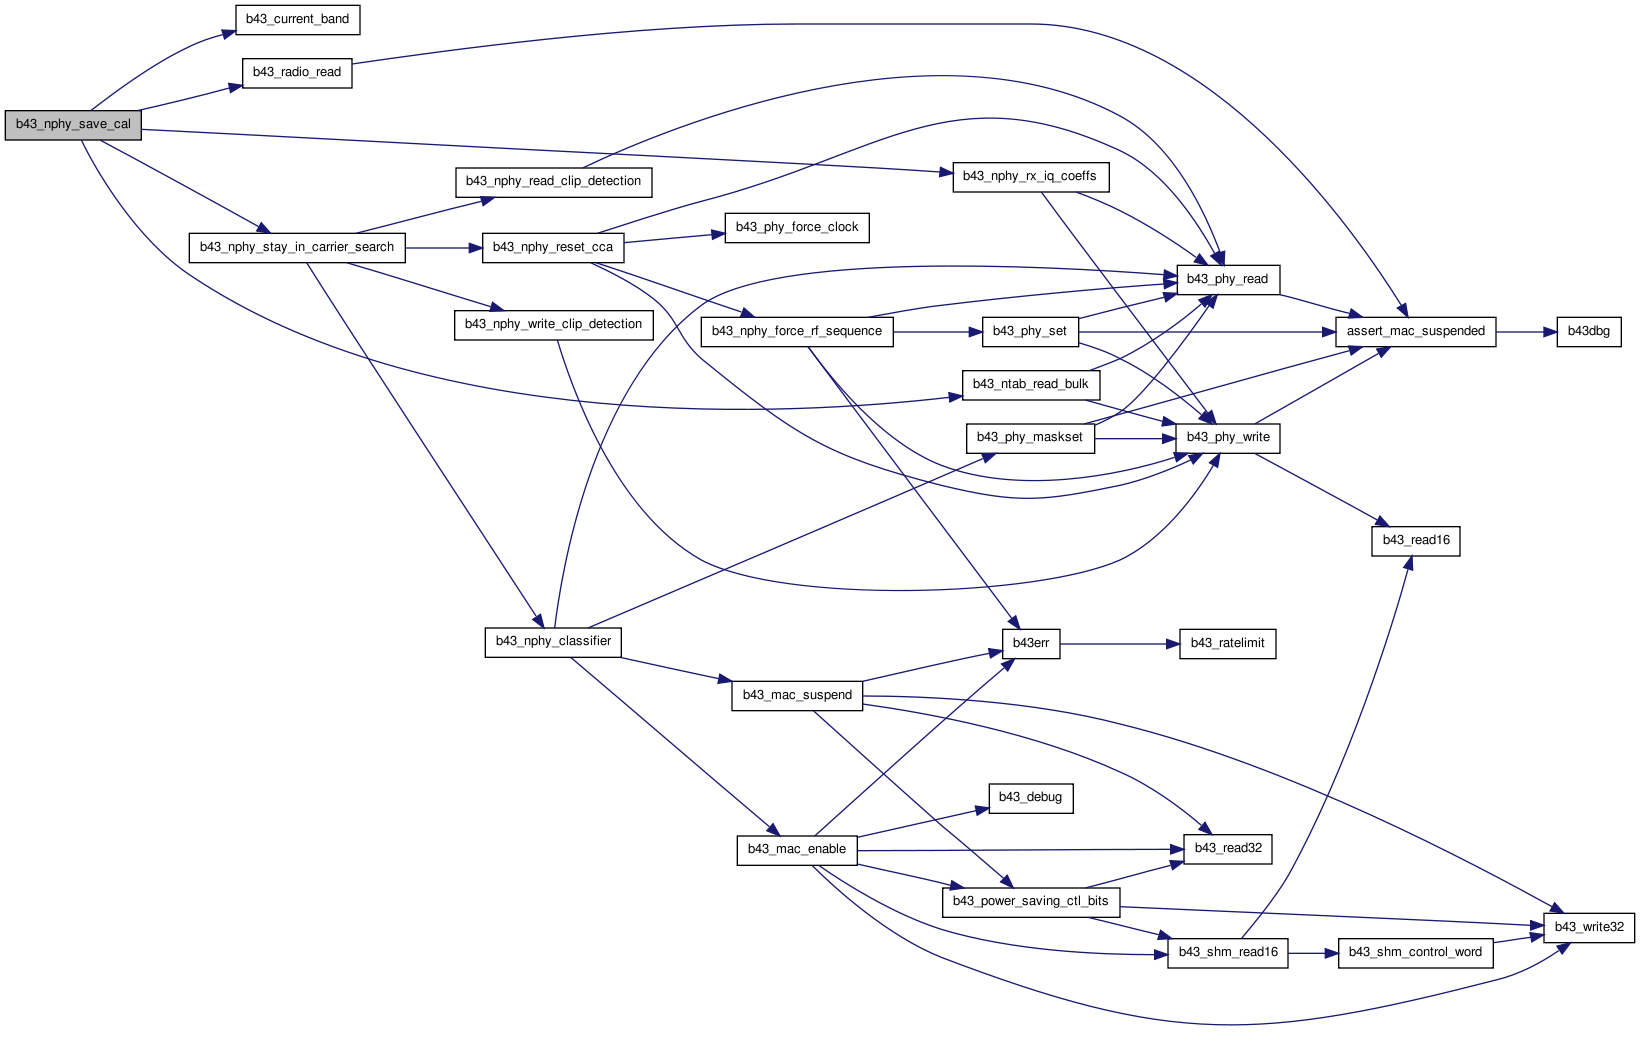 b43_current_band
b43_radio_read
b43_nphy_save_cal
b43_nphy_read_clip_detection
b43_nphy_rx_iq_coeffs
b43_phy_force_clock
b43_nphy_stay_in_carrier_search
b43_nphy_reset_cca
b43_phy_read
b43_nphy_write_clip_detection
b43_nphy_force_rf_sequence
b43_phy_set
assert_mac_suspended
b43dbg
b43_ntab_read_bulk
b43_phy_maskset
b43_phy_write
b43_read16
b43_nphy_classifier
b43err
b43_ratelimit
b43_mac_suspend
b43_debug
b43_mac_enable
b43_read32
b43_power_saving_ctl_bits
b43_write32
b43_shm_read16
b43_shm_control_word